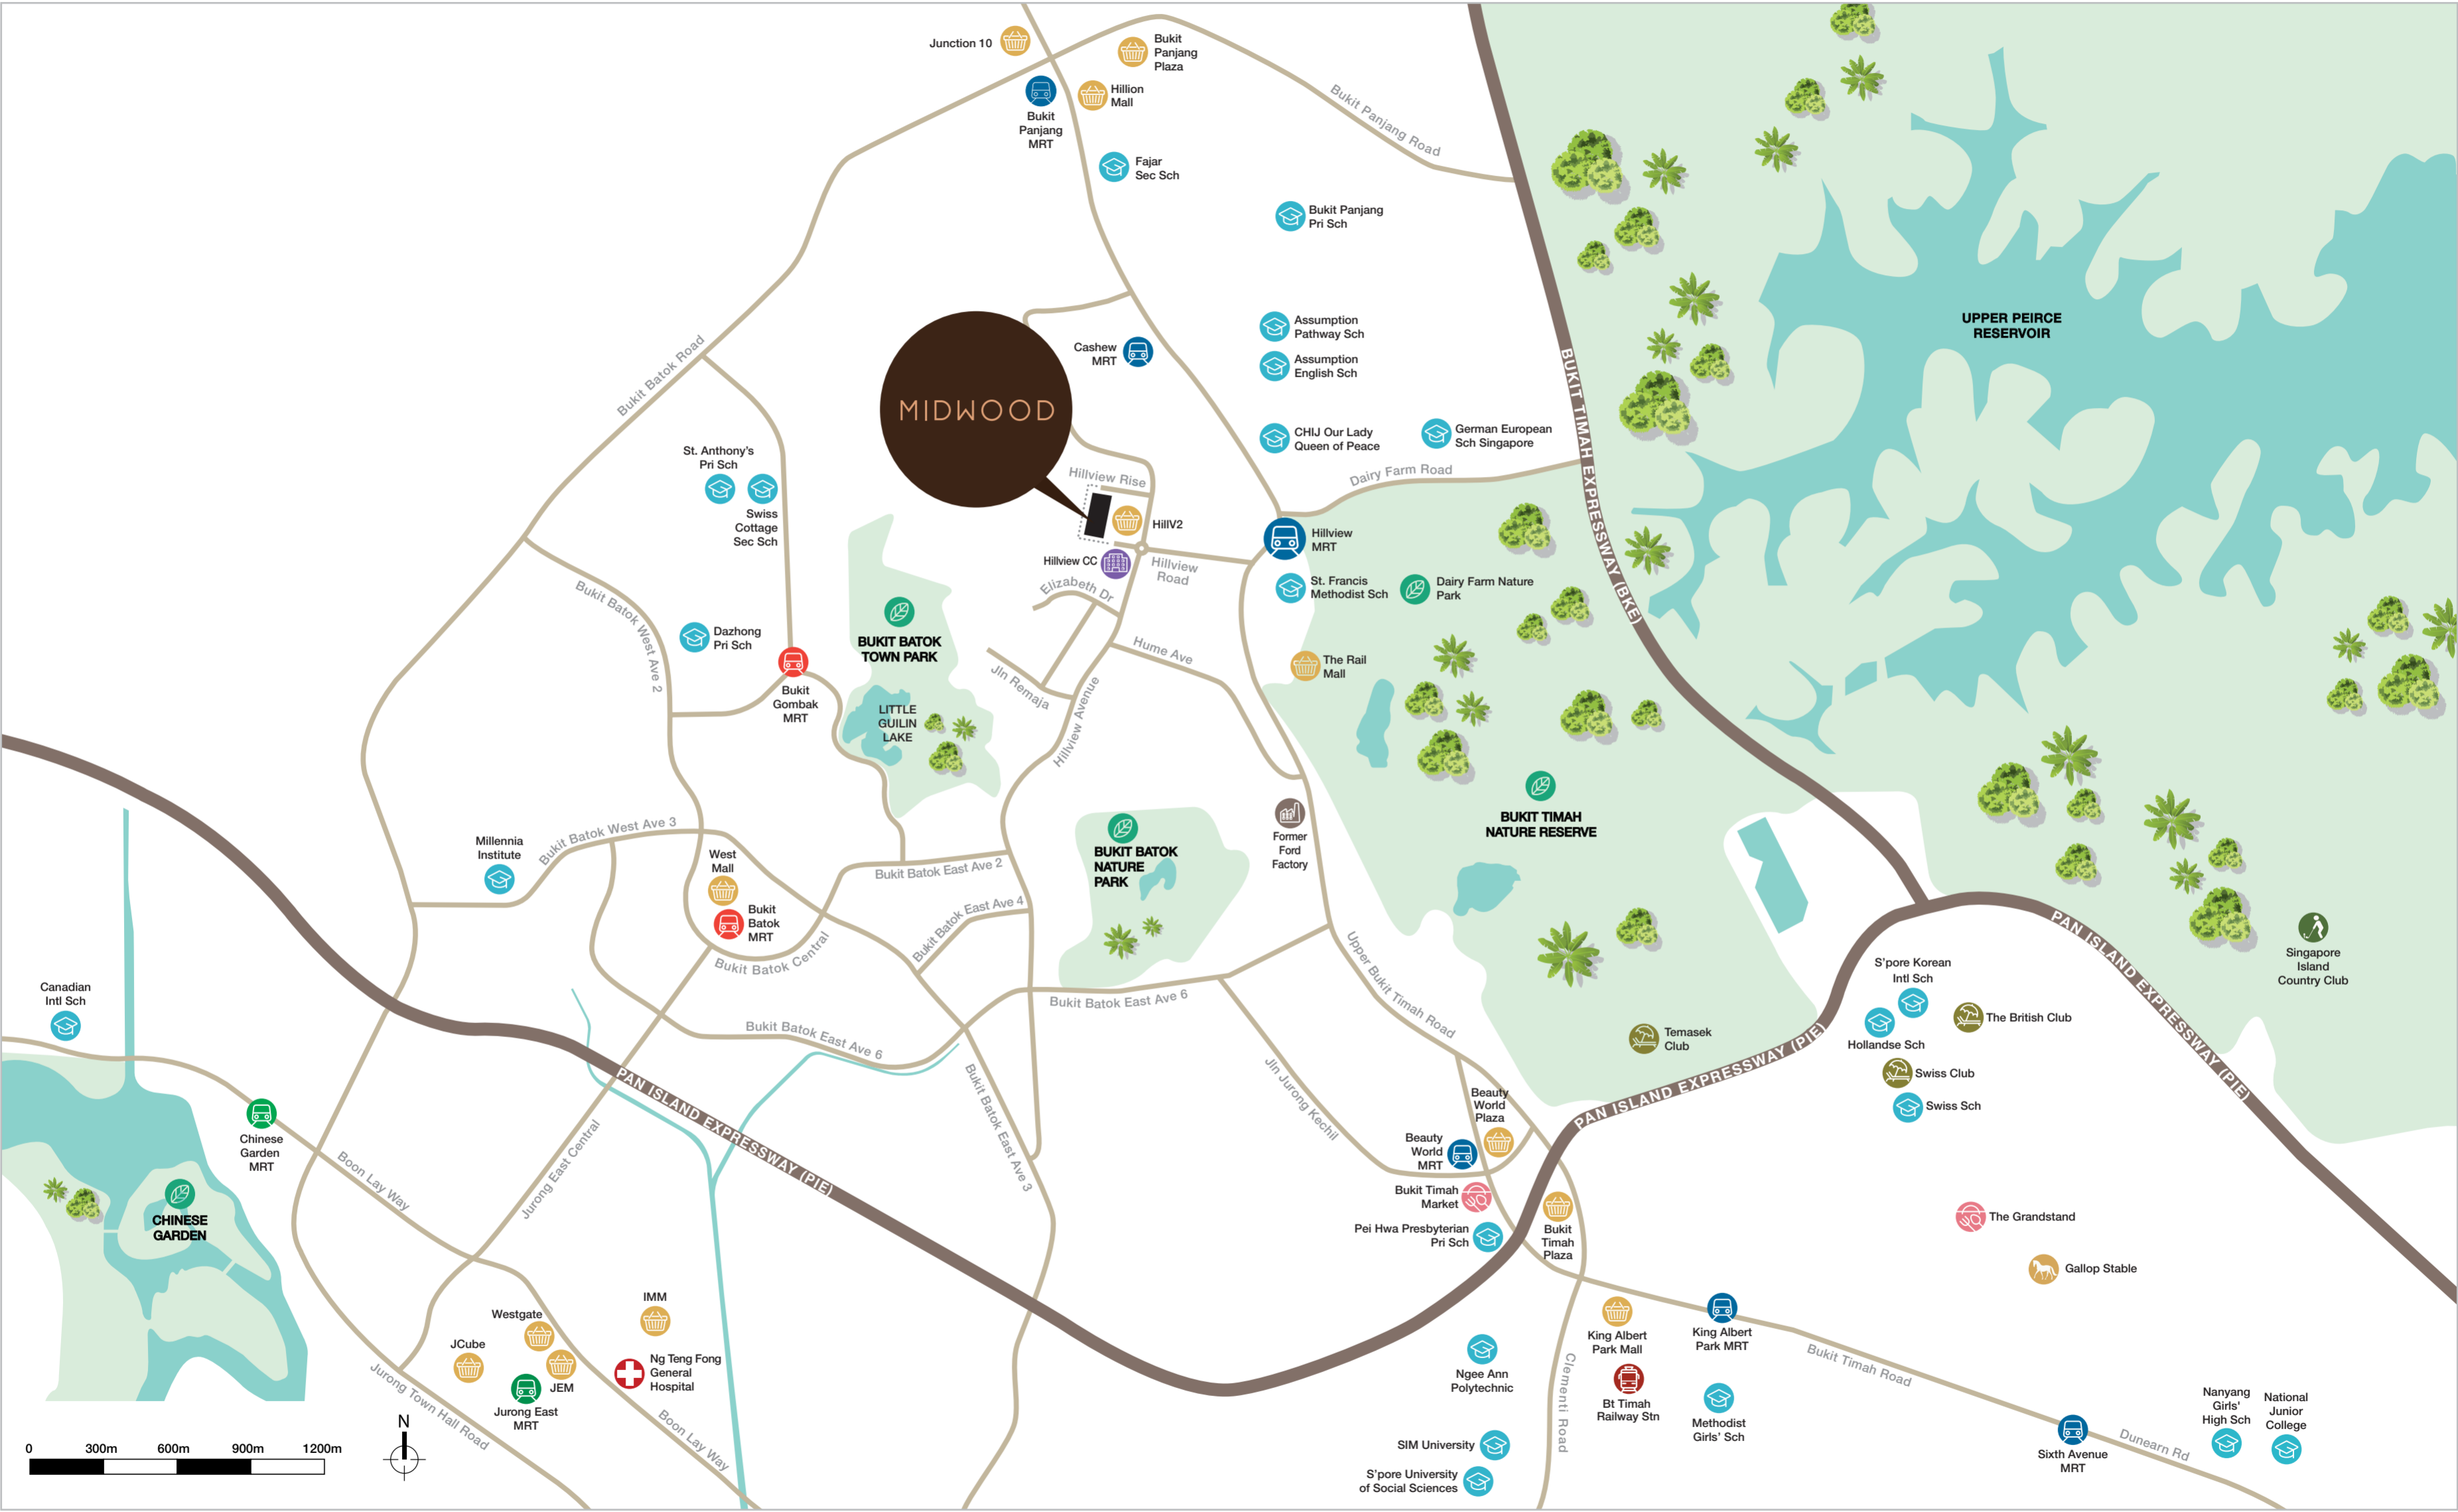 Junction 10
Bukit
Panjang
Plaza
Bukit
Panjang
MRT
Hillion
Mall
Bukit Panjang Road
Fajar
Sec Sch
Bukit Panjang
Pri Sch
UPPER PEIRCE
RESERVOIR
Assumption
Pathway Sch
Assumption
English Sch
Cashew
MRT
Bukit Batok Road
MIDWOOD
BUKIT TIMAH EXPRESSWAY (BKE)
CHIJ Our Lady
Queen of Peace
German European
Sch Singapore
St. Anthony's
Pri Sch
Swiss
Cottage
Sec Sch
Hillview Rise
Dairy Farm Road
HillV2
Hillview
MRT
Hillview CC
Hillview
Road
Elizabeth Dr
St. Francis
Methodist Sch
Dairy Farm Nature
Park
Bukit Batok West Ave 2
Dazhong
Pri Sch
BUKIT BATOK
TOWN PARK
Hume Ave
The Rail
Mall
Jln Remaja
Bukit
Gombak
MRT
LITTLE
GUILIN
LAKE
Hillview Avenue
BUKIT TIMAH
NATURE RESERVE
Former
Ford
Factory
Millennia
Institute
Bukit Batok West Ave 3
West
Mall
Bukit Batok East Ave 2
BUKIT BATOK
NATURE
PARK
Bukit
Batok
MRT
Bukit Batok East Ave 4
Bukit Batok Central
PAN ISLAND EXPRESSWAY (PIE)
Singapore
Island
Country Club
S'pore Korean
Intl Sch
Canadian
Intl Sch
Bukit Batok East Ave 6
Upper Bukit Timah Road
The British Club
Hollandse Sch
Bukit Batok East Ave 6
Temasek
Club
PAN ISLAND EXPRESSWAY (PIE)
Swiss Club
Swiss Sch
PAN ISLAND EXPRESSWAY (PIE)
Jln Jurong Kechil
Beauty
World
Plaza
Chinese
Garden
MRT
Bukit Batok East Ave 3
Beauty
World
MRT
Boon Lay Way
Jurong East Central
Bukit Timah
Market
CHINESE
GARDEN
The Grandstand
Pei Hwa Presbyterian
Pri Sch
Bukit
Timah
Plaza
Gallop Stable
IMM
Westgate
JCube
King Albert
Park Mall
King Albert
Park MRT
Bukit Timah Road
Ng Teng Fong
General
Hospital
JEM
Jurong East
MRT
Jurong Town Hall Road
Boon Lay Way
Ngee Ann
Polytechnic
Clementi Road
Bt Timah
Railway Stn
Methodist
Girls' Sch
Nanyang
Girls'
High Sch
National
Junior
College
SIM University
Sixth Avenue
MRT
Dunearn Rd
S'pore University
of Social Sciences
N
0 300m 600m 900m 1200m